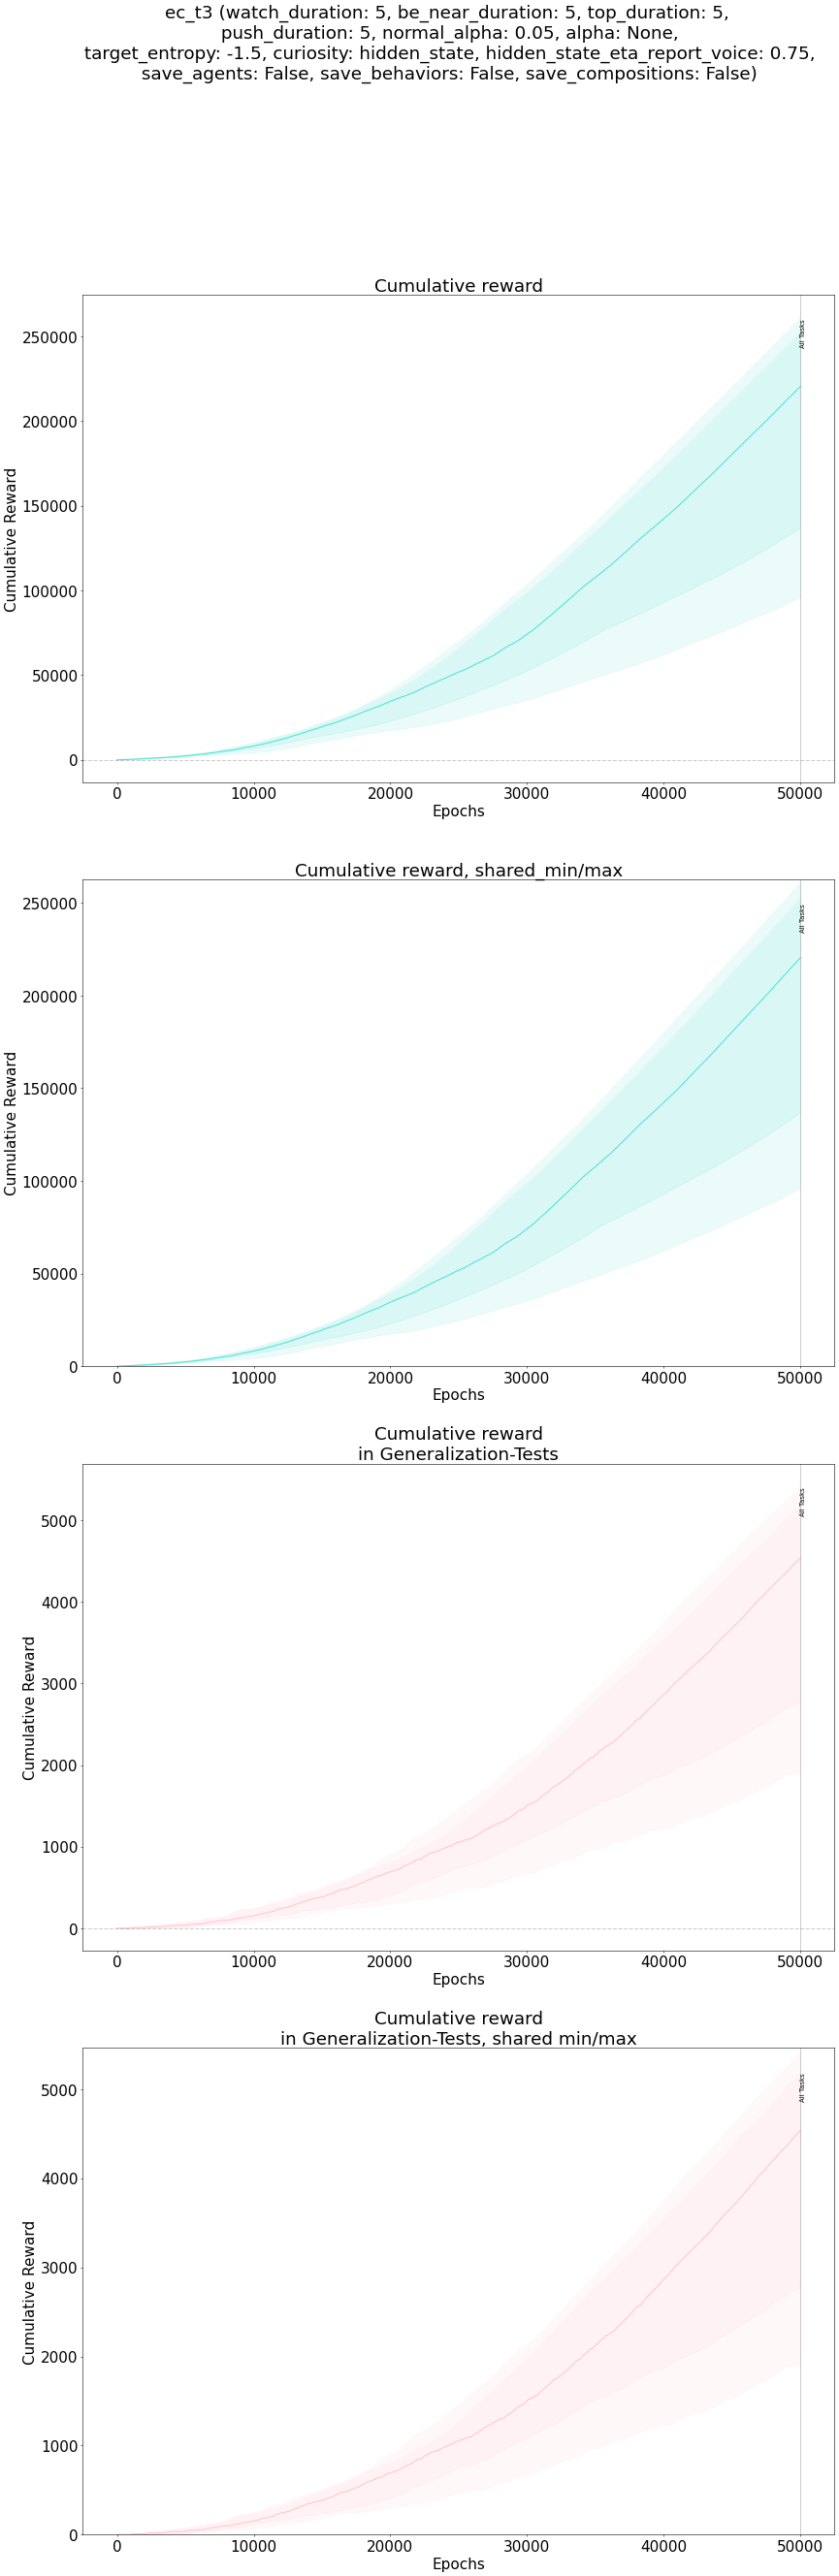 ec_t3 (watch_duration: 5, be_near_duration: 5, top_duration: 5,
push_duration: 5, normal_alpha: 0.05, alpha: None,
target_entropy: -1.5, curiosity: hidden_state, hidden_state_eta_report_voice: 0.75,
save_agents: False, save_behaviors: False, save_compositions: False)
Cumulative reward
All Tasks
250000
200000
150000
100000
50000
0
Cumulative Reward
0 10000 20000 30000 40000 50000
Epochs
Cumulative reward, shared_min/max
All Tasks
250000
200000
150000
100000
50000
0
Cumulative Reward
0 10000 20000 30000 40000 50000
Epochs
Cumulative reward
in Generalization-Tests
All Tasks
5000
4000
3000
2000
1000
0
Cumulative Reward
0 10000 20000 30000 40000 50000
Epochs
Cumulative reward
in Generalization-Tests, shared min/max
All Tasks
5000
4000
3000
2000
1000
0
Cumulative Reward
0 10000 20000 30000 40000 50000
Epochs